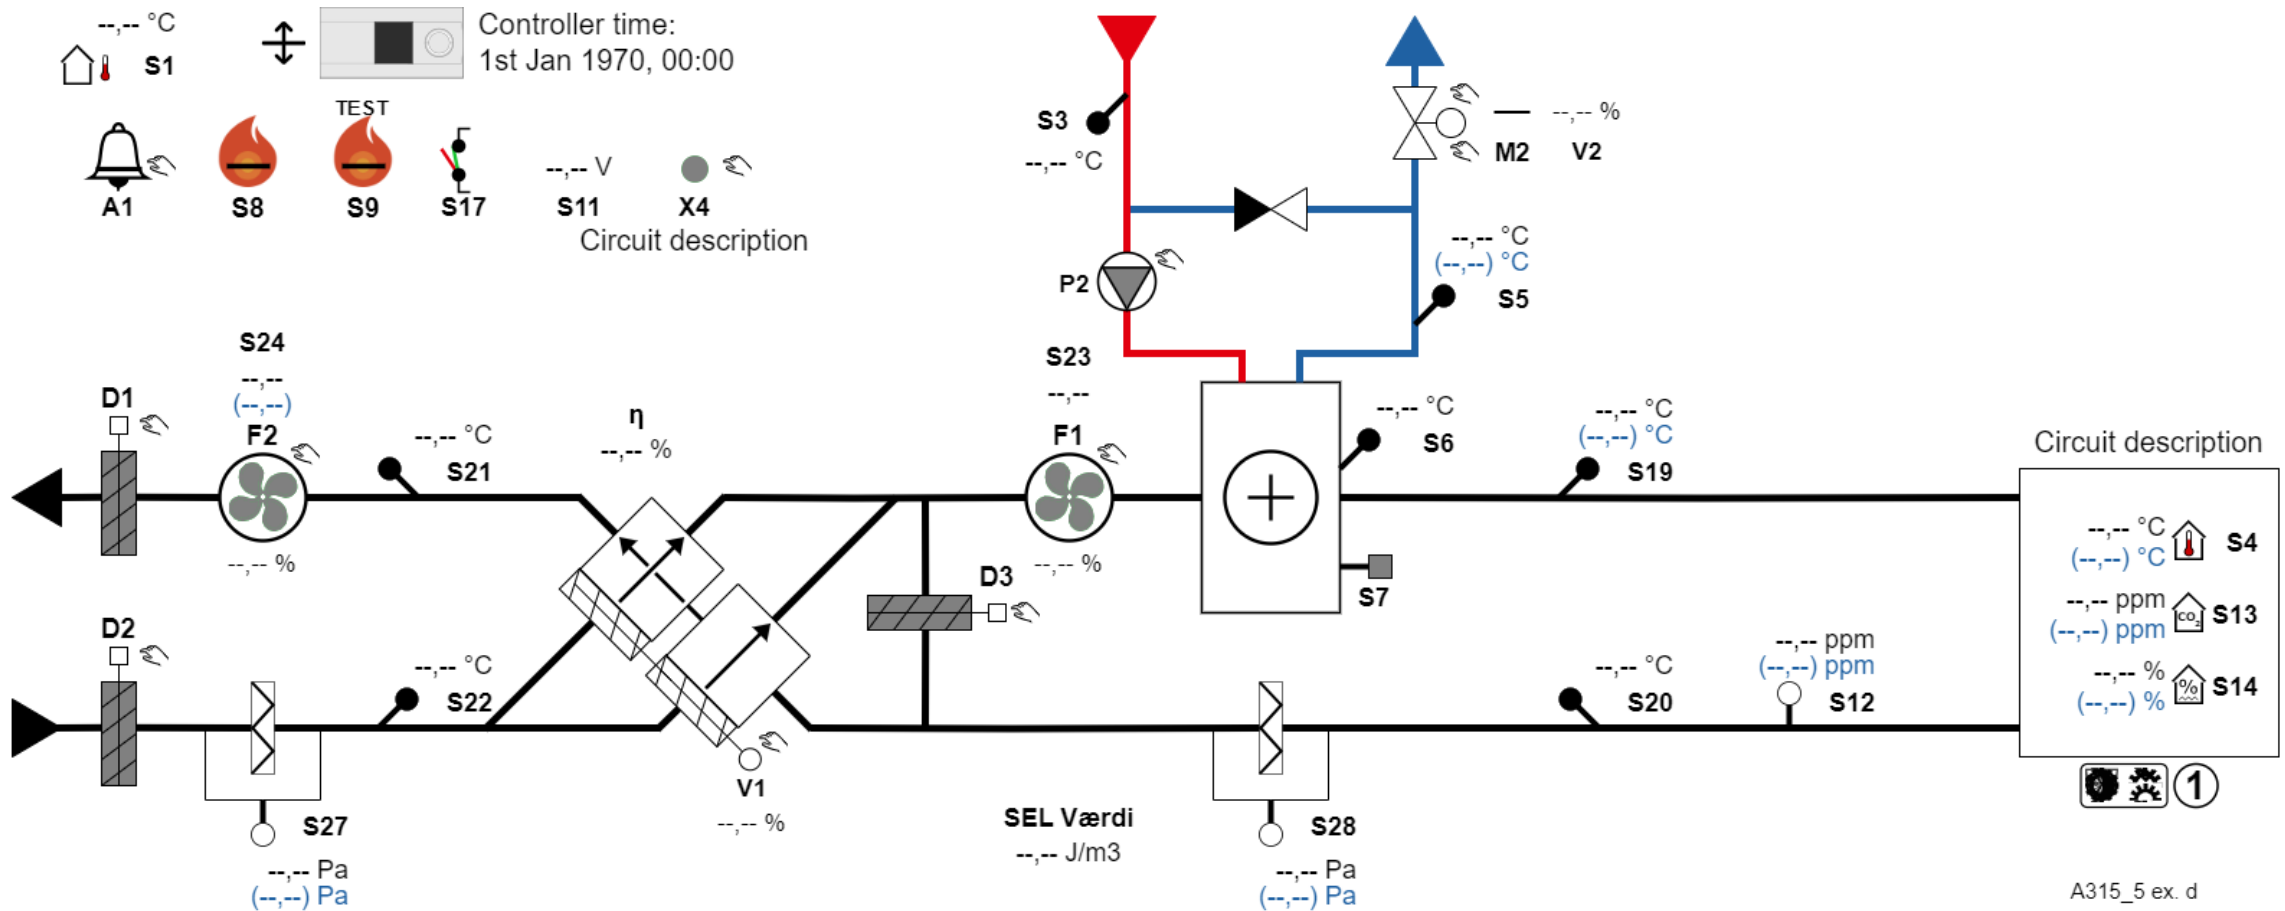 --,-- °C
S1
Controller time:
1st Jan 1970, 00:00
A1
S8
TEST
S9
S17
--,-- V
S11
X4
Circuit description
S3
--,-- °C
--,-- %
M2
V2
--,-- °C
(--,--) °C
S5
P2
S24
--,--
(--,--)
F2
--,-- %
D1
--,-- °C
S21
η
--,-- %
S23
--,--
F1
--,-- %
--,-- °C
S6
--,-- °C
(--,--) °C
S19
S7
Circuit description
--,-- °C
(--,--) °C
S4
--,-- ppm
(--,--) ppm
CO2
S13
--,-- %
(--,--) %
%
S14
1
D2
--,-- °C
S22
D3
V1
--,-- %
S27
--,-- Pa
(--,--) Pa
SEL Værdi
--,-- J/m3
S28
--,-- Pa
(--,--) Pa
--,-- °C
S20
--,-- ppm
(--,--) ppm
S12
A315_5 ex. d